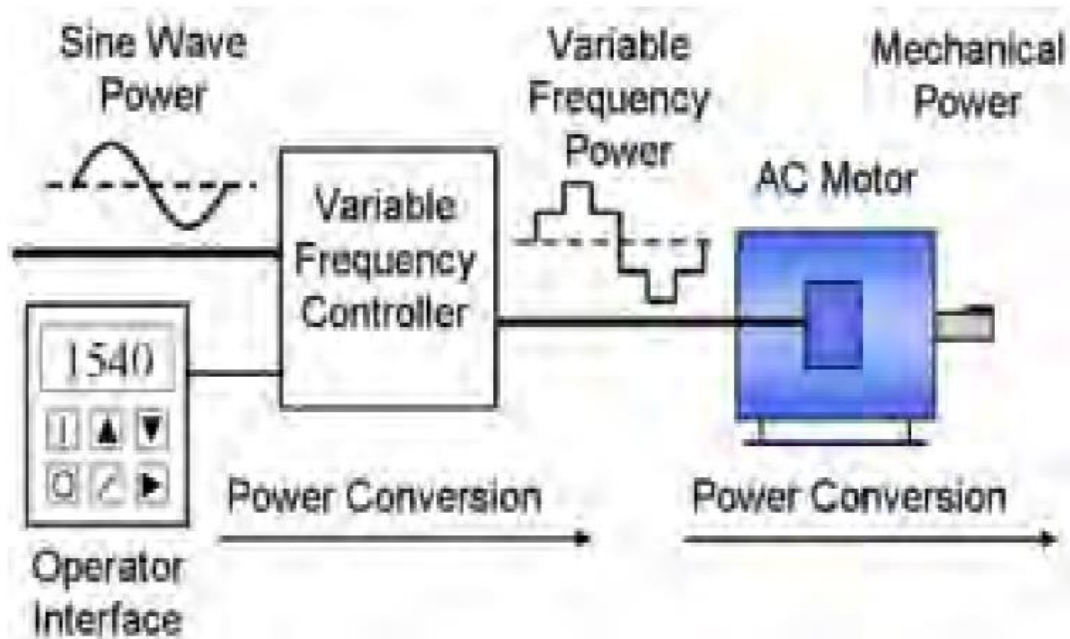 Sine Wave
Power
Variable
Frequency
Power
Mechanical
Power
AC Motor
Variable
Frequency
Controller
1540
Power Conversion
Power Conversion
Operator
Interface